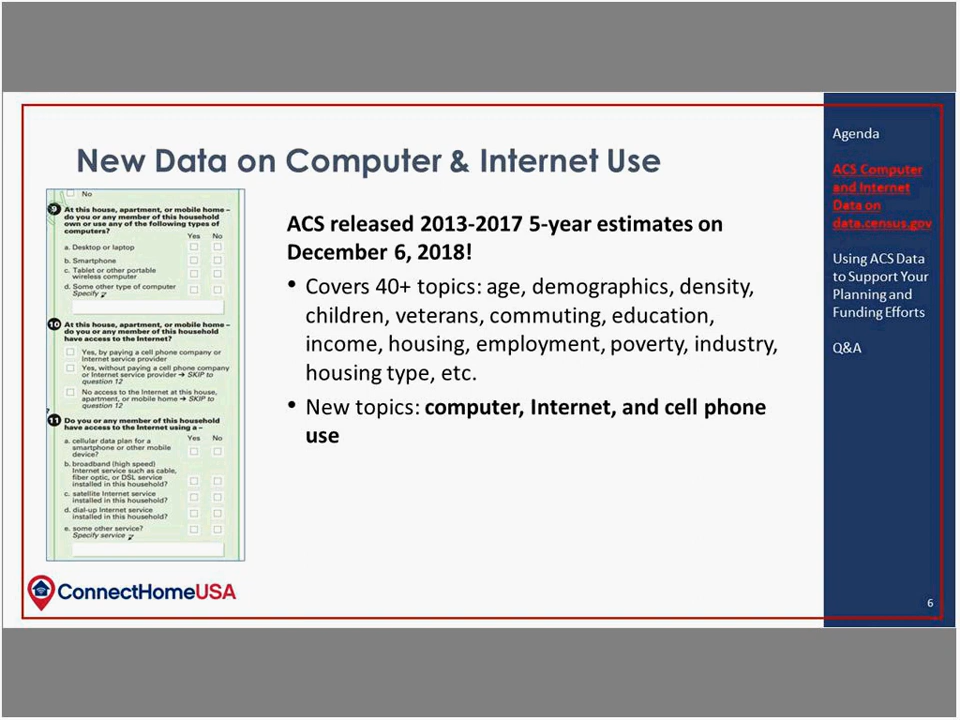 New Data on Computer & Internet Use
No
9 At this house, apartment, or mobile home –
do you or any member of this household
own or use any of the following types of
computers?
Yes No
a. Desktop or laptop
b. Smartphone
c. Tablet or other portable
wireless computer
d. Some other type of computer
Specify
10 At this house, apartment, or mobile home –
do you or any member of this household
have access to the Internet?
Yes, by paying a cell phone company or
Internet service provider
Yes, without paying a cell phone company
or Internet service provider → SKIP to
question 12
No access to the Internet at this house,
apartment, or mobile home → SKIP to
question 12
11 Do you or any member of this household
have access to the Internet using a –
Yes No
a. cellular data plan for a
smartphone or other mobile
device?
b. broadband (high speed)
Internet service such as cable,
fiber optic, or DSL service
installed in this household?
c. satellite Internet service
installed in this household?
d. dial-up Internet service
installed in this household?
e. some other service?
Specify service
ACS released 2013-2017 5-year estimates on
December 6, 2018!
• Covers 40+ topics: age, demographics, density,
children, veterans, commuting, education,
income, housing, employment, poverty, industry,
housing type, etc.
• New topics: computer, Internet, and cell phone
use
ConnectHomeUSA
Agenda
ACS Computer
and Internet
Data on
data.census.gov
Using ACS Data
to Support Your
Planning and
Funding Efforts
Q&A
6